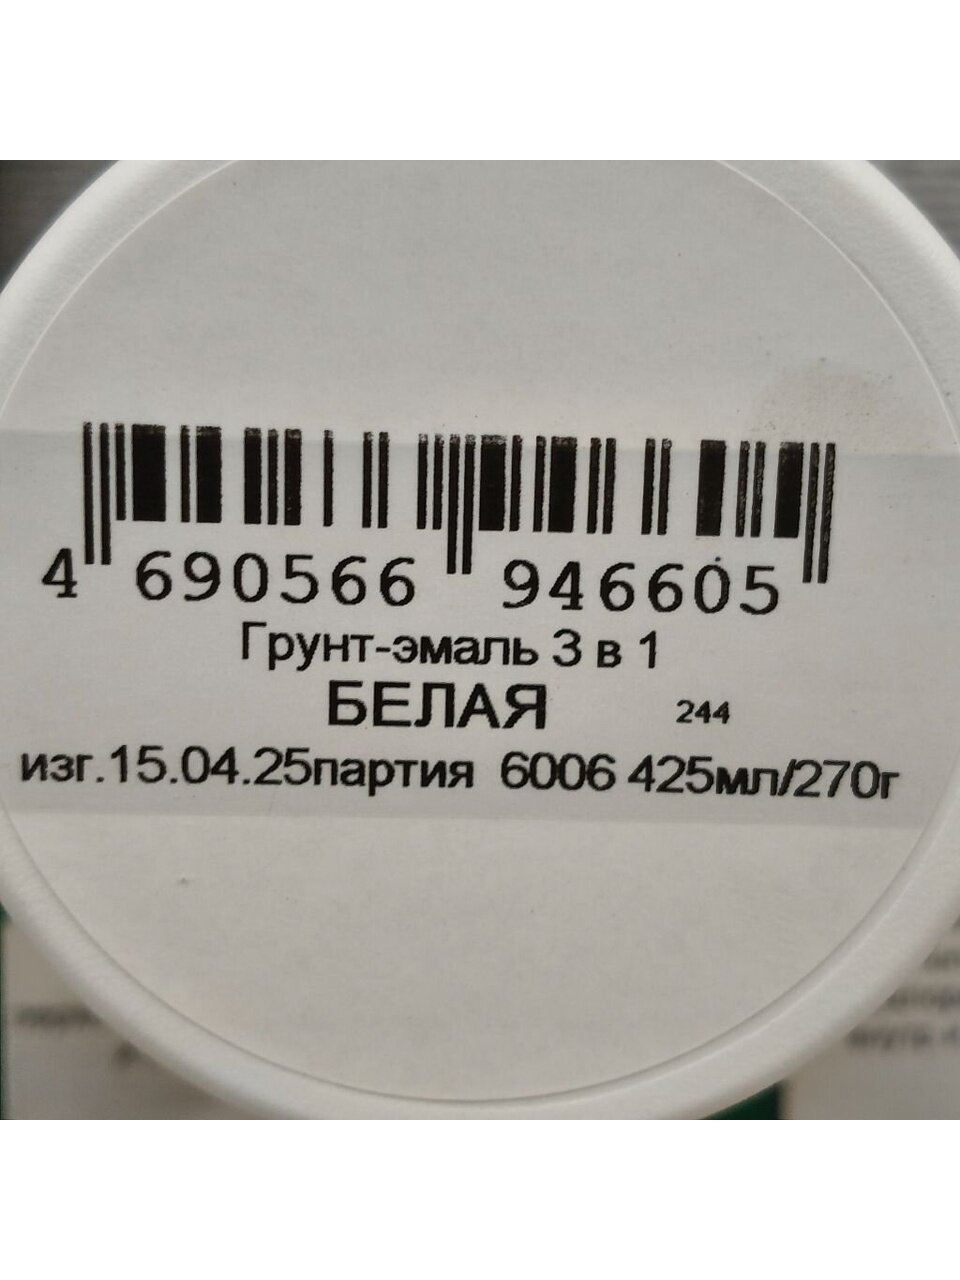 4 690566 946605
Грунт-эмаль 3 в 1
БЕЛАЯ 244
изг.15.04.25партия 6006 425мл/270г